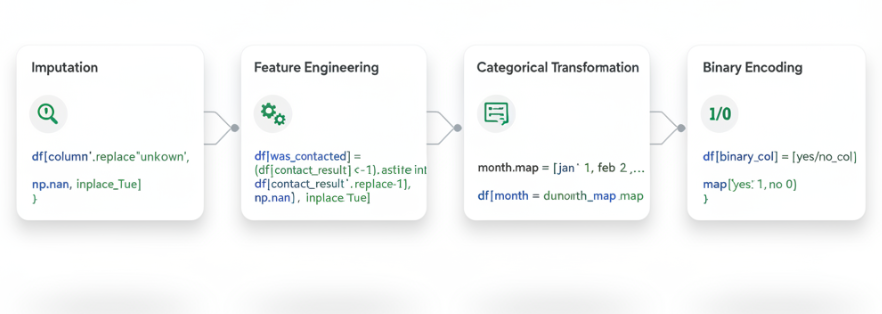 Imputation
df[column'.replace"unkown',
np.nan, inplace_Tue]
}
Feature Engineering
df[was_contacted] =
(df[contact_result] <-1).astite int
df[contact_result'.replace-1],
np.nan], inplace Tue]
Categorical Transformation
month.map = [jan' 1, feb 2 ,...
df[month = dunorth_map map
Binary Encoding
1/0
df[binary_col] = [yes/no_col)
map['yes: 1, no 0)
}